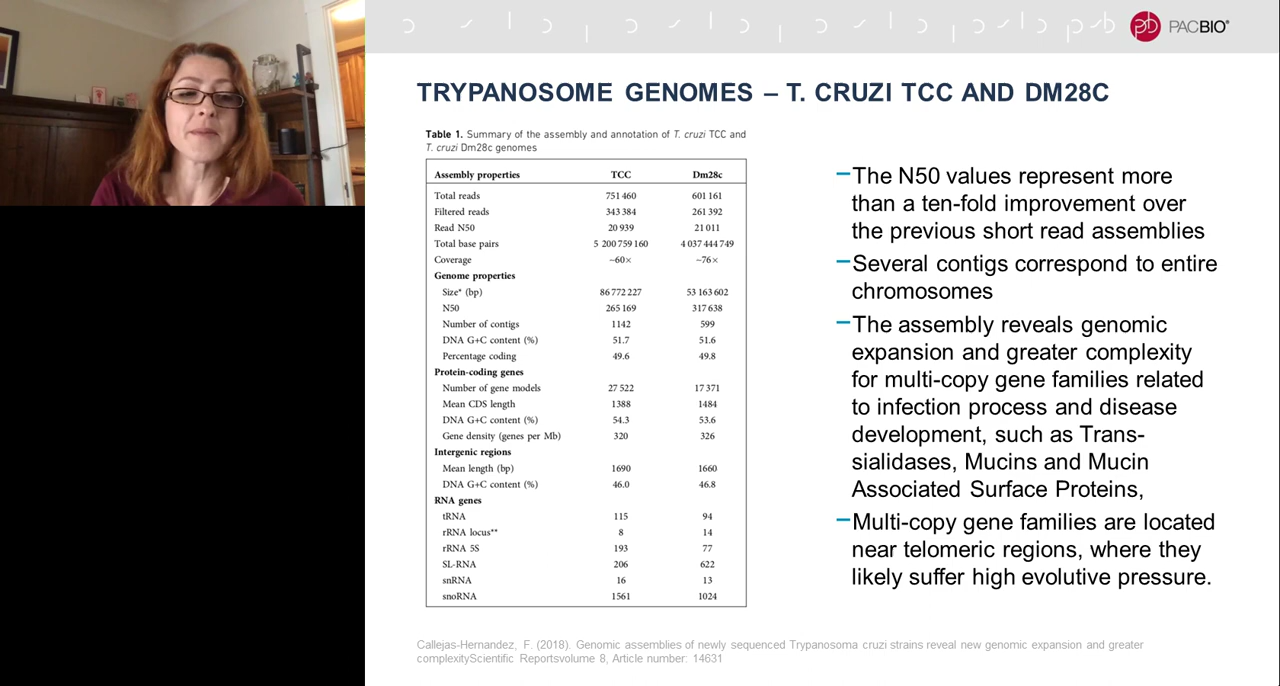 PACBIO®
TRYPANOSOME GENOMES – T. CRUZI TCC AND DM28C
Table 1. Summary of the assembly and annotation of T. cruzi TCC and
T. cruzi Dm28c genomes
Assembly properties TCC Dm28c
Total reads 751 460 601 161
Filtered reads 343 384 261 392
Read N50 20 939 21 011
Total base pairs 5 200 759 160 4 037 444 749
Coverage ~60× ~76×
Genome properties
Size* (bp) 86 772 227 53 163 602
N50 265 169 317 638
Number of contigs 1142 599
DNA G+C content (%) 51.7 51.6
Percentage coding 49.6 49.8
Protein-coding genes
Number of gene models 27 522 17 371
Mean CDS length 1388 1484
DNA G+C content (%) 54.3 53.6
Gene density (genes per Mb) 320 326
Intergenic regions
Mean length (bp) 1690 1660
DNA G+C content (%) 46.0 46.8
RNA genes
tRNA 115 94
rRNA locus** 8 14
rRNA 5S 193 77
SL-RNA 206 622
snRNA 16 13
snoRNA 1561 1024
–The N50 values represent more
than a ten-fold improvement over
the previous short read assemblies
–Several contigs correspond to entire
chromosomes
–The assembly reveals genomic
expansion and greater complexity
for multi-copy gene families related
to infection process and disease
development, such as Trans-
sialidases, Mucins and Mucin
Associated Surface Proteins,
–Multi-copy gene families are located
near telomeric regions, where they
likely suffer high evolutive pressure.
Callejas-Hernandez, F. (2018). Genomic assemblies of newly sequenced Trypanosoma cruzi strains reveal new genomic expansion and greater
complexityScientific Reportsvolume 8, Article number: 14631